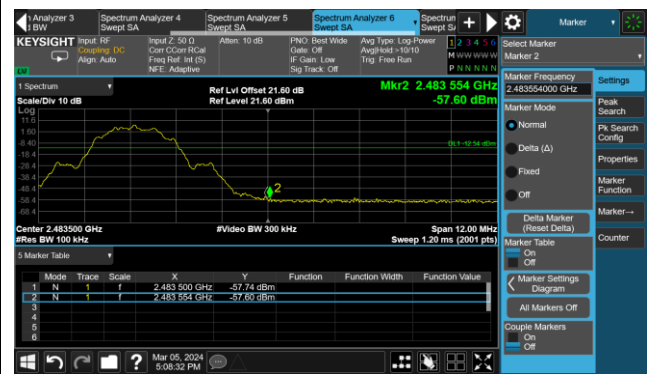 Analyzer 3
BW
Spectrum Analyzer 4
Swept SA
Spectrum Analyzer 5
Swept SA
Spectrum Analyzer 6
Swept SA
Spectrum
Swept SA
Marker
KEYSIGHT
Input: RF
Coupling: DC
Align: Auto
Input Z: 50 Ω
Corr CCorr RCal
Freq Ref: Int (S)
NFE: Adaptive
Atten: 10 dB
PNO: Best Wide
Gate: Off
IF Gain: Low
Sig Track: Off
Avg Type: Log-Power
Avg|Hold:>10/10
Trig: Free Run
1 2 3 4 5 6
M W W W W W
P N N N N N
Select Marker
Marker 2
1 Spectrum
Scale/Div 10 dB
Log
Ref Lvl Offset 21.60 dB
Ref Level 21.60 dBm
Mkr2 2.483 554 GHz
-57.60 dBm
11.6
1.60
-8.40
-18.4
-28.4
-38.4
-48.4
-58.4
-68.4
DL1 -12.54 dBm
2
Center 2.483500 GHz
#Res BW 100 kHz
#Video BW 300 kHz
Span 12.00 MHz
Sweep 1.20 ms (2001 pts)
5 Marker Table
Mode Trace Scale X Y Function Function Width Function Value
1 N 1 f 2.483 500 GHz -57.74 dBm
2 N 1 f 2.483 554 GHz -57.60 dBm
3
4
5
6
Marker Frequency
2.483554000 GHz
Marker Mode
Normal
Delta (Δ)
Fixed
Off
Delta Marker
(Reset Delta)
Marker Table
On
Off
Marker Settings
Diagram
All Markers Off
Couple Markers
On
Off
Settings
Peak
Search
Pk Search
Config
Properties
Marker
Function
Marker→
Counter
?
Mar 05, 2024
5:08:32 PM